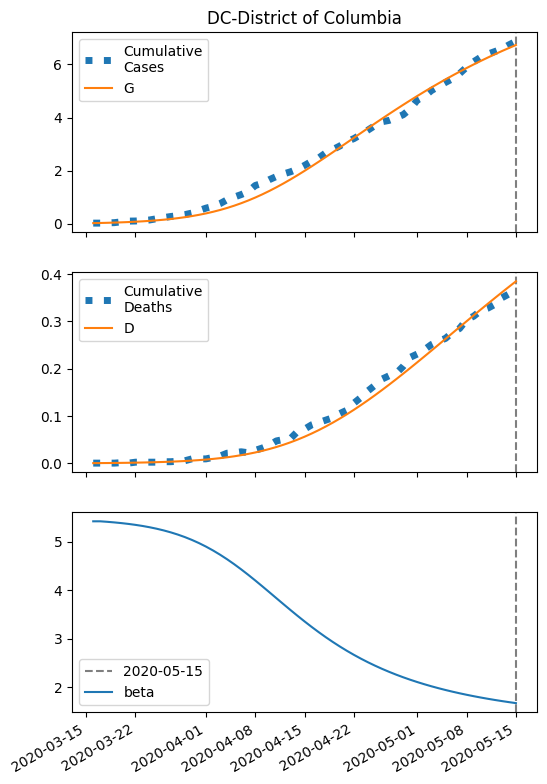 DC-District of Columbia
6
4
2
0
Cumulative
Cases
G
0.4
0.3
0.2
0.1
0.0
Cumulative
Deaths
D
5
4
3
2
2020-05-15
beta
2020-03-15
2020-03-22
2020-04-01
2020-04-08
2020-04-15
2020-04-22
2020-05-01
2020-05-08
2020-05-15